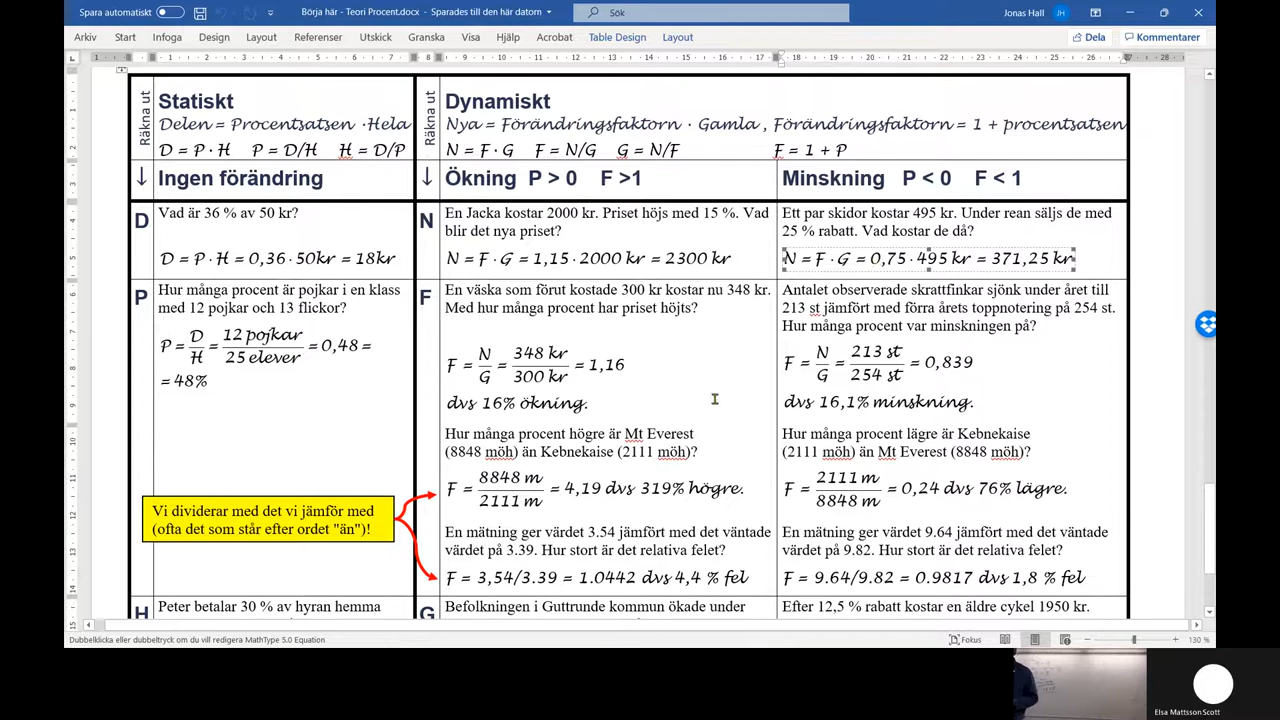 Spara automatiskt
Börja här - Teori Procent.docx - Sparades till den här datorn
Sök
Jonas Hall JH
Arkiv Start Infoga Design Layout Referenser Utskick Granska Visa Hjälp Acrobat Table Design Layout Dela Kommentarer
Räkna ut
Statiskt
Delen = Procentsatsen · Hela
D = P · H P = D/H H = D/P
Räkna ut
Dynamiskt
Nya = Förändringsfaktorn · Gamla , Förändringsfaktorn = 1 + procentsatsen
N = F · G F = N/G G = N/F F = 1 + P
↓ Ingen förändring
↓ Ökning P > 0 F >1
Minskning P < 0 F < 1
D
Vad är 36 % av 50 kr?
D = P · H = 0,36 · 50kr = 18kr
N
En Jacka kostar 2000 kr. Priset höjs med 15 %. Vad
blir det nya priset?
N = F · G = 1,15 · 2000 kr = 2300 kr
Ett par skidor kostar 495 kr. Under rean säljs de med
25 % rabatt. Vad kostar de då?
N = F · G = 0,75 · 495 kr = 371,25 kr
P
Hur många procent är pojkar i en klass
med 12 pojkar och 13 flickor?
P = D/H = 12 pojkar/25 elever = 0,48 =
= 48%
F
En väska som förut kostade 300 kr kostar nu 348 kr.
Med hur många procent har priset höjts?
F = N/G = 348 kr/300 kr = 1,16
dvs 16% ökning.
Antalet observerade skrattfinkar sjönk under året till
213 st jämfört med förra årets toppnotering på 254 st.
Hur många procent var minskningen på?
F = N/G = 213 st/254 st = 0,839
dvs 16,1% minskning.
Hur många procent högre är Mt Everest
(8848 möh) än Kebnekaise (2111 möh)?
F = 8848 m/2111 m = 4,19 dvs 319% högre.
Hur många procent lägre är Kebnekaise
(2111 möh) än Mt Everest (8848 möh)?
F = 2111 m/8848 m = 0,24 dvs 76% lägre.
Vi dividerar med det vi jämför med
(ofta det som står efter ordet "än")!
En mätning ger värdet 3.54 jämfört med det väntade
värdet på 3.39. Hur stort är det relativa felet?
F = 3,54/3.39 = 1.0442 dvs 4,4 % fel
En mätning ger värdet 9.64 jämfört med det väntade
värdet på 9.82. Hur stort är det relativa felet?
F = 9.64/9.82 = 0.9817 dvs 1,8 % fel
H
Peter betalar 30 % av hyran hemma
G
Befolkningen i Guttrunde kommun ökade under
Efter 12,5 % rabatt kostar en äldre cykel 1950 kr.
Dubbelklicka eller dubbeltryck om du vill redigera MathType 5.0 Equation
Fokus
130 %
Elsa Mattsson Scott